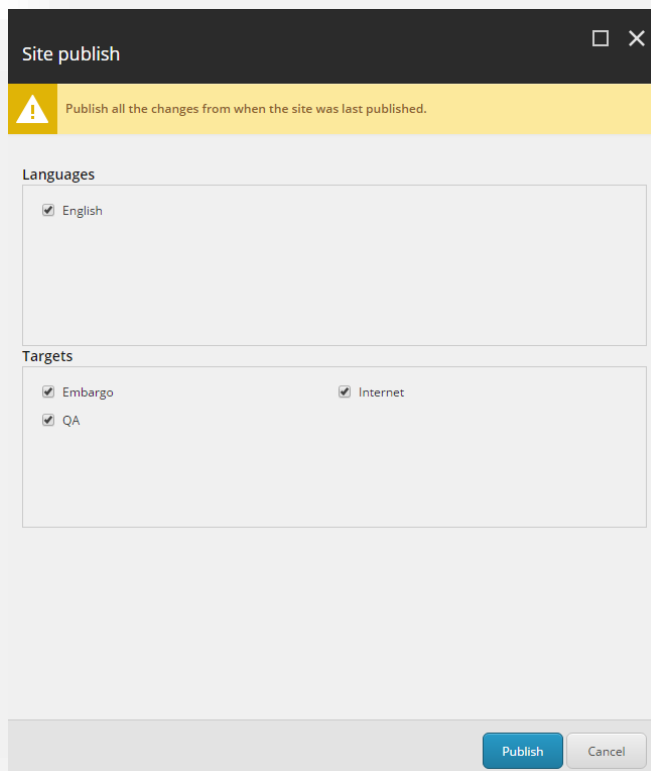 Site publish
Publish all the changes from when the site was last published.
Languages
English
Targets
Embargo
Internet
QA
Publish
Cancel